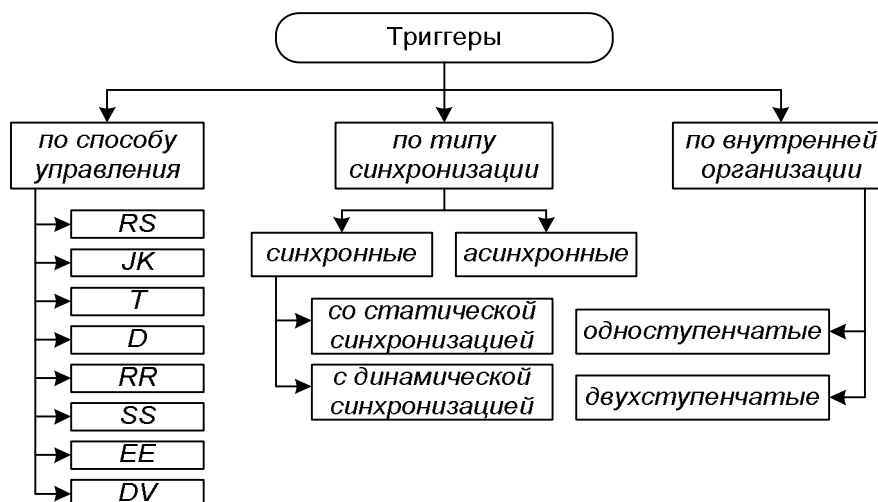 Триггеры
по способу
управления
RS
JK
T
D
RR
SS
EE
DV
по типу
синхронизации
синхронные
асинхронные
со статической
синхронизацией
с динамической
синхронизацией
по внутренней
организации
одноступенчатые
двухступенчатые